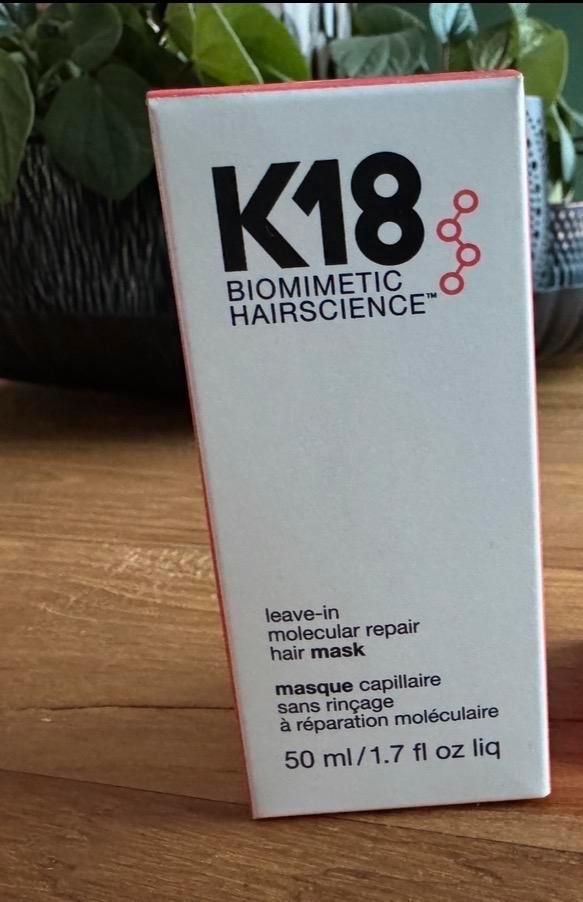 K18
BIOMIMETIC
HAIRSCIENCE™
leave-in
molecular repair
hair mask
masque capillaire
sans rinçage
à réparation moléculaire
50 ml/1.7 fl oz liq